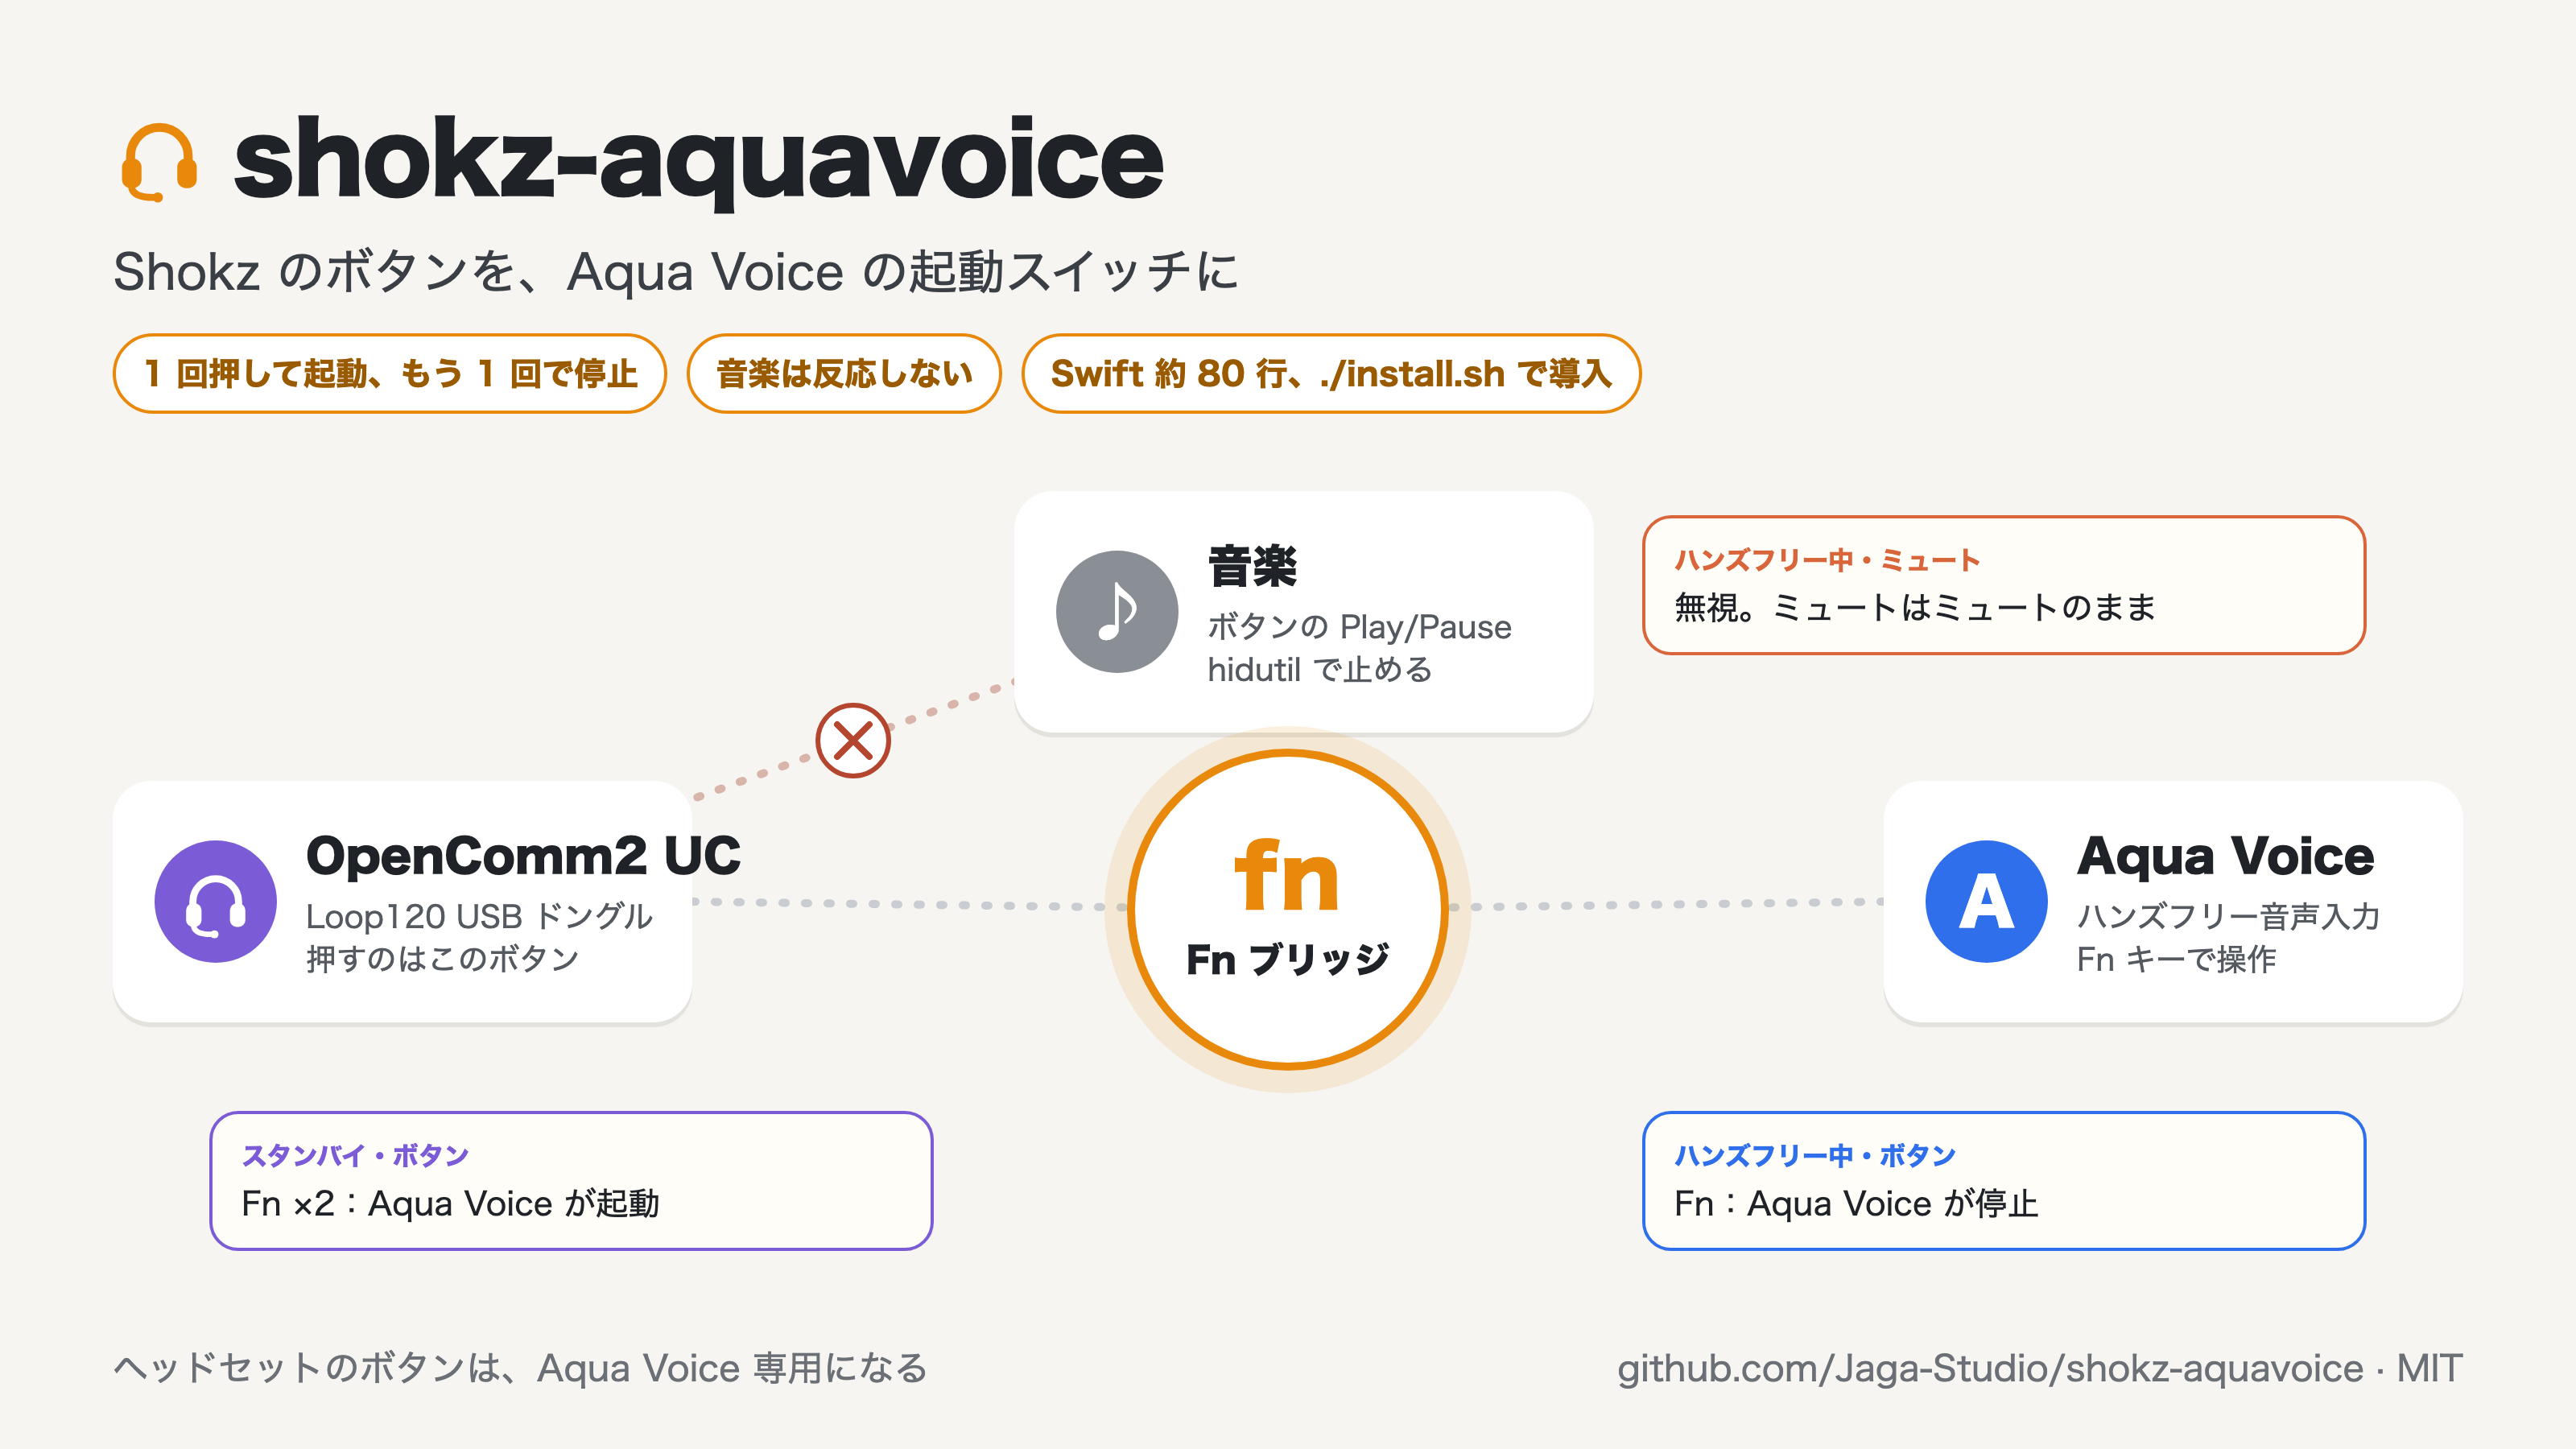 shokz-aquavoice
Shokz のボタンを、Aqua Voice の起動スイッチに
1 回押して起動、もう 1 回で停止
音楽は反応しない
Swift 約 80 行、./install.sh で導入
音楽
ボタンの Play/Pause
hidutil で止める
ハンズフリー中・ミュート
無視。ミュートはミュートのまま
OpenComm2 UC
Loop120 USB ドングル
押すのはこのボタン
fn
Fn ブリッジ
A
Aqua Voice
ハンズフリー音声入力
Fn キーで操作
スタンバイ・ボタン
Fn ×2：Aqua Voice が起動
ハンズフリー中・ボタン
Fn：Aqua Voice が停止
ヘッドセットのボタンは、Aqua Voice 専用になる
github.com/Jaga-Studio/shokz-aquavoice · MIT